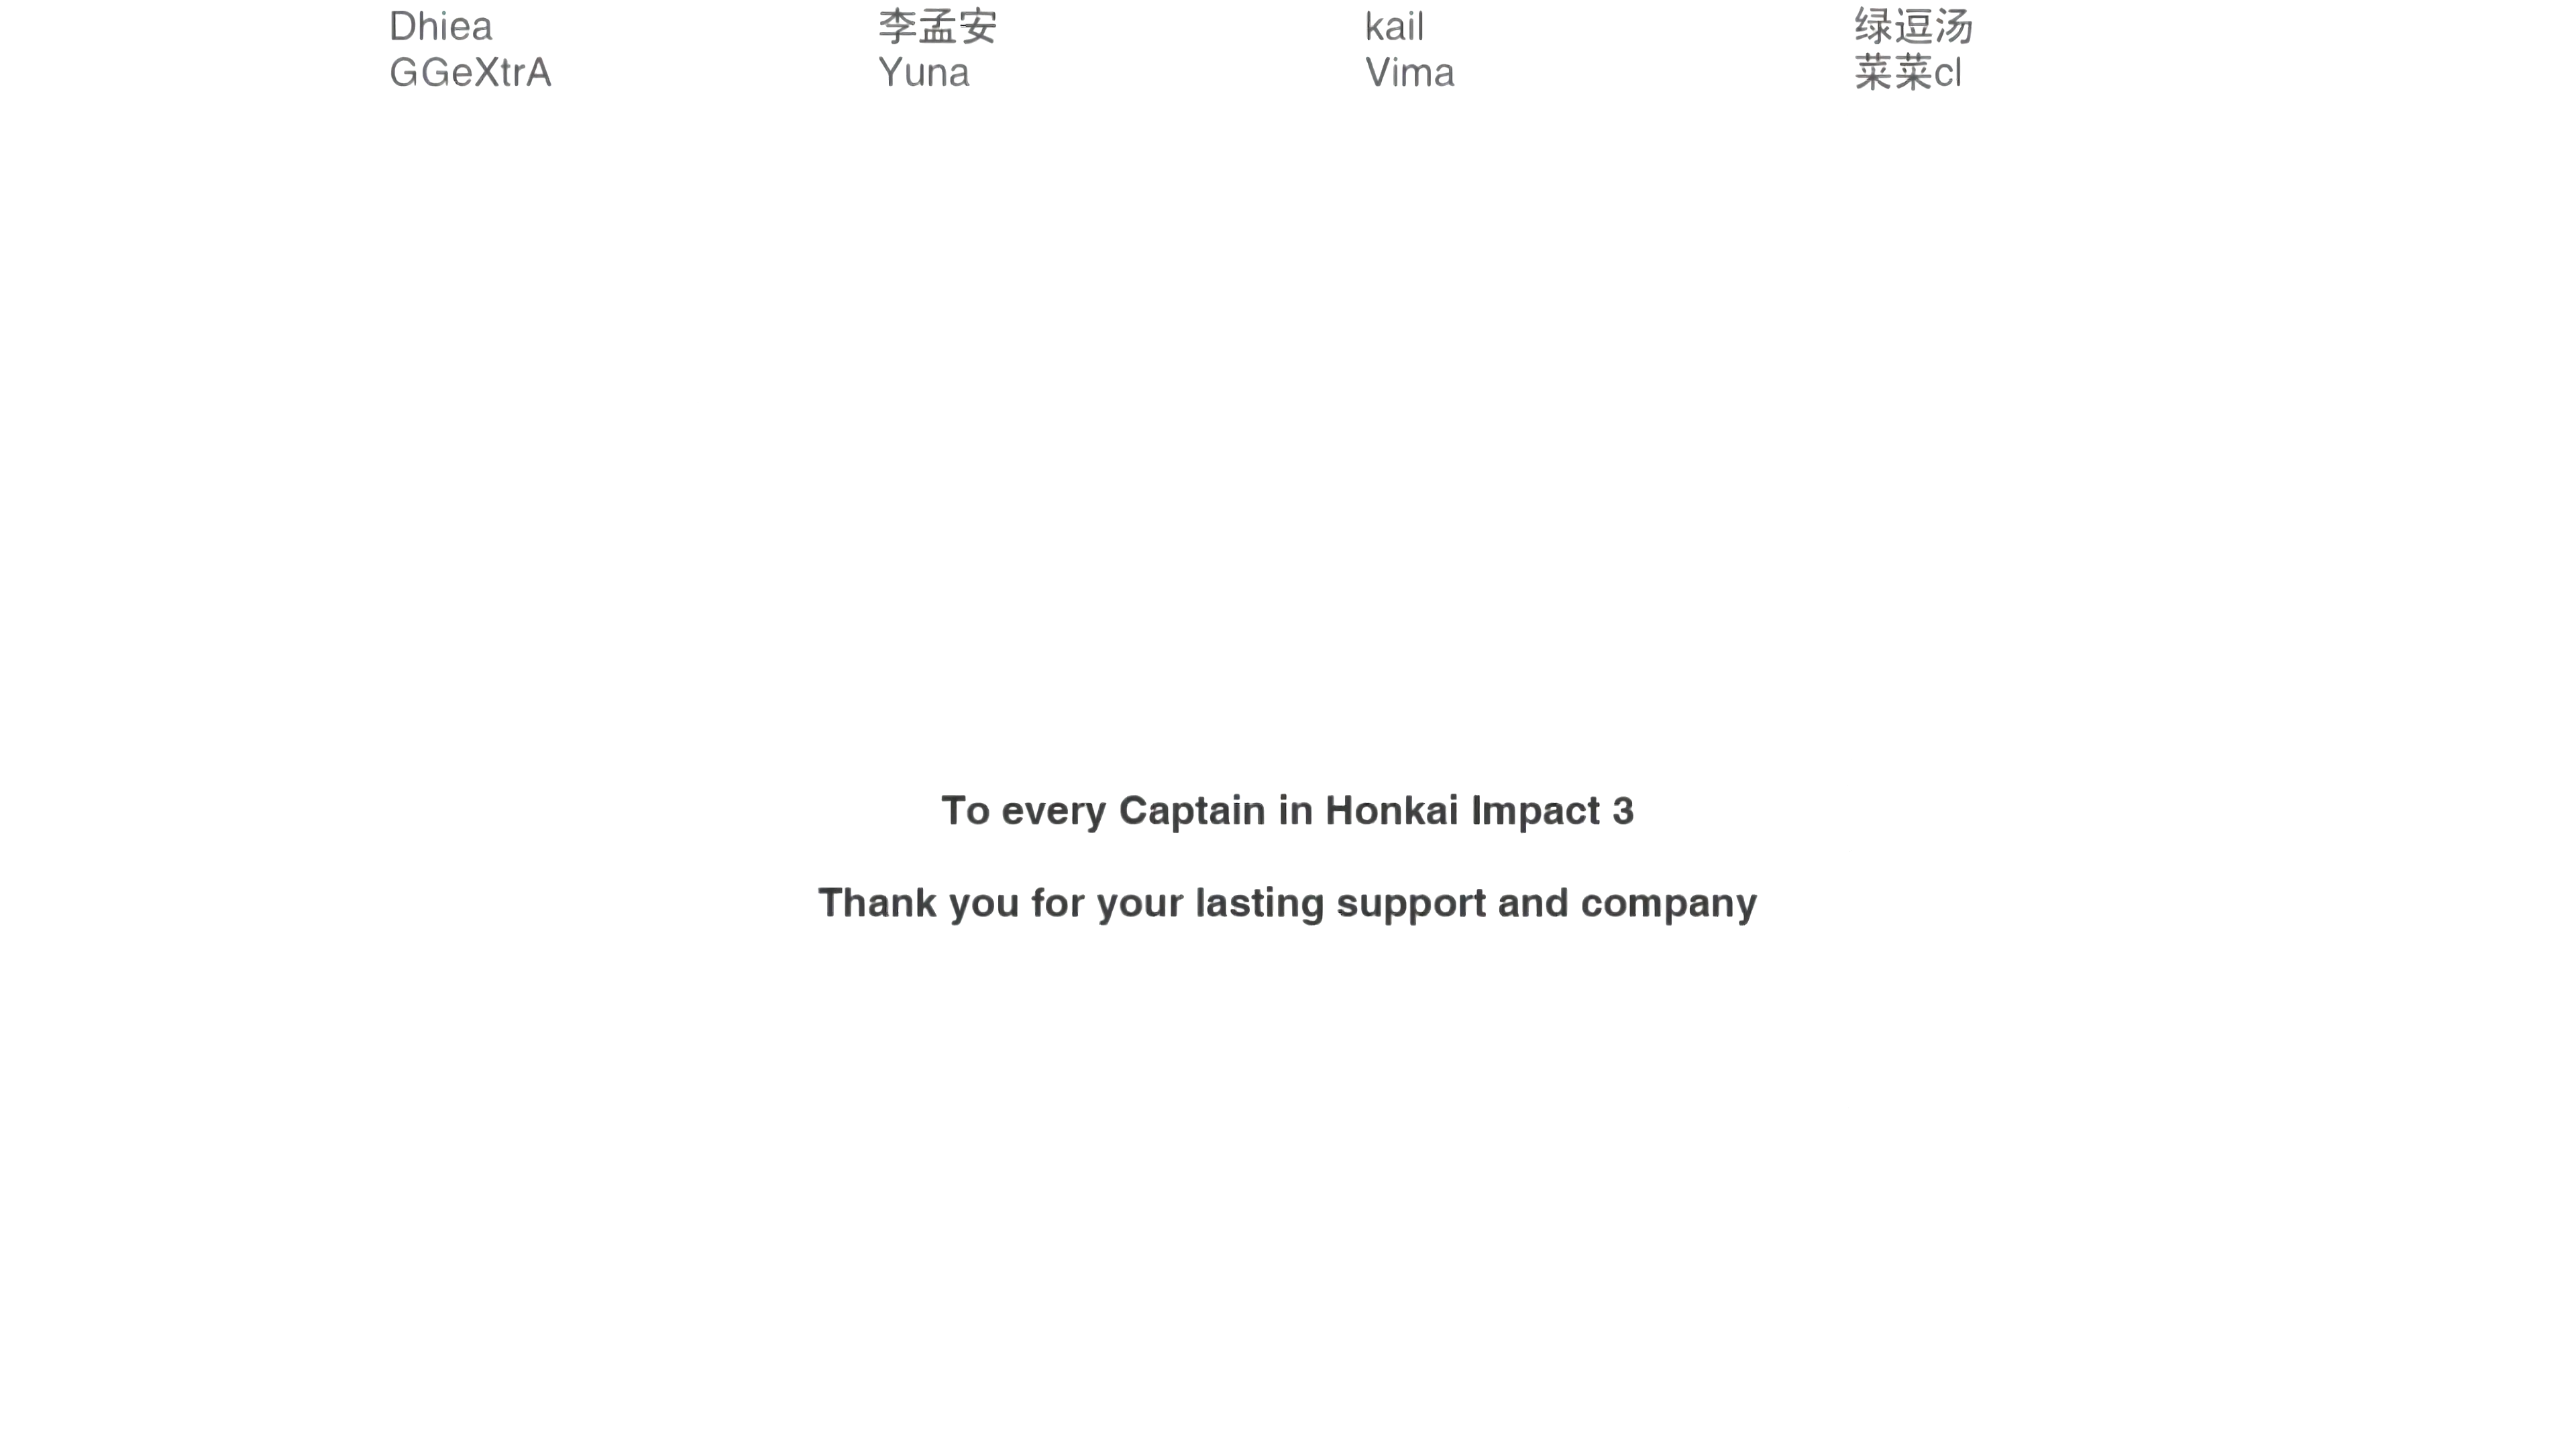 Dhiea 李孟安 kail 绿逗汤
GGeXtrA Yuna Vima 菜菜cl
To every Captain in Honkai Impact 3
Thank you for your lasting support and company